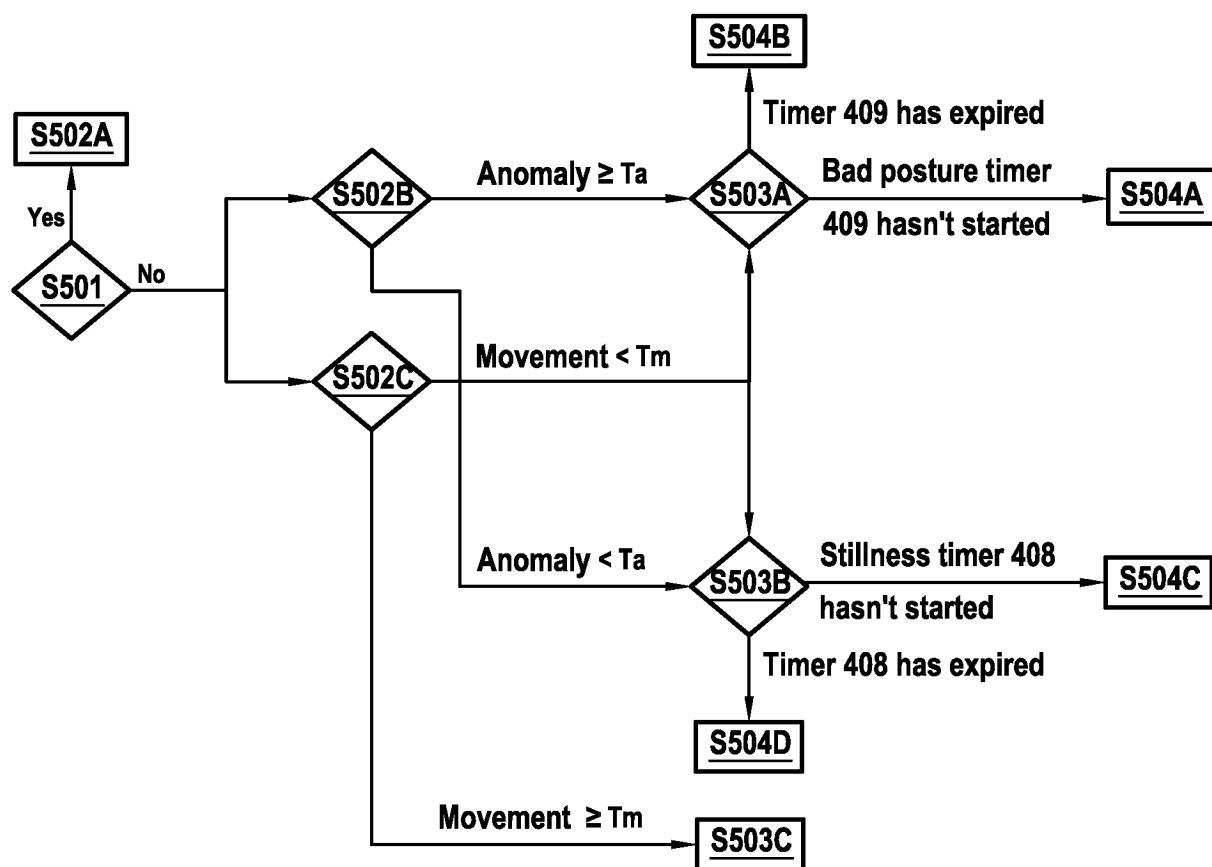 S504B
Timer 409 has expired
S502A
Yes
S502B
Anomaly ≥ Ta
S503A
Bad posture timer
409 hasn't started
S504A
S501
No
S502C
Movement < Tm
Anomaly < Ta
S503B
Stillness timer 408
hasn't started
S504C
Timer 408 has expired
S504D
Movement ≥ Tm
S503C